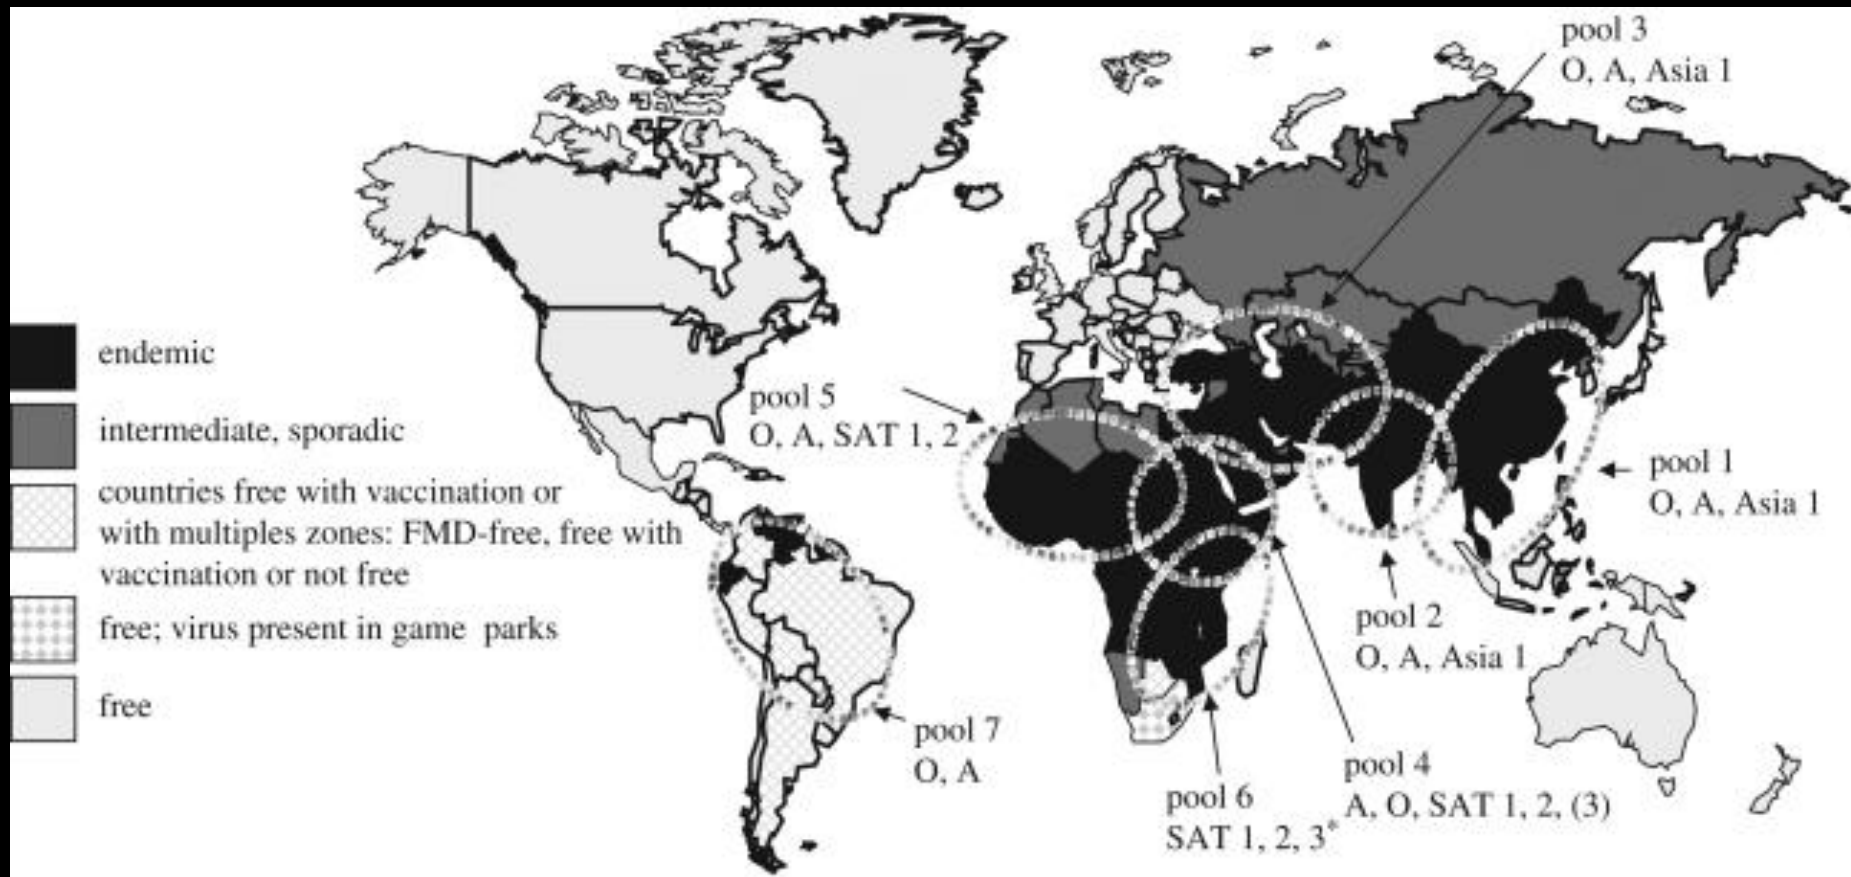 pool 3
O, A, Asia 1
endemic
intermediate, sporadic
countries free with vaccination or
with multiples zones: FMD-free, free with
vaccination or not free
free; virus present in game parks
free
pool 5
O, A, SAT 1, 2
pool 1
O, A, Asia 1
pool 2
O, A, Asia 1
pool 7
O, A
pool 4
A, O, SAT 1, 2, (3)
pool 6
SAT 1, 2, 3*